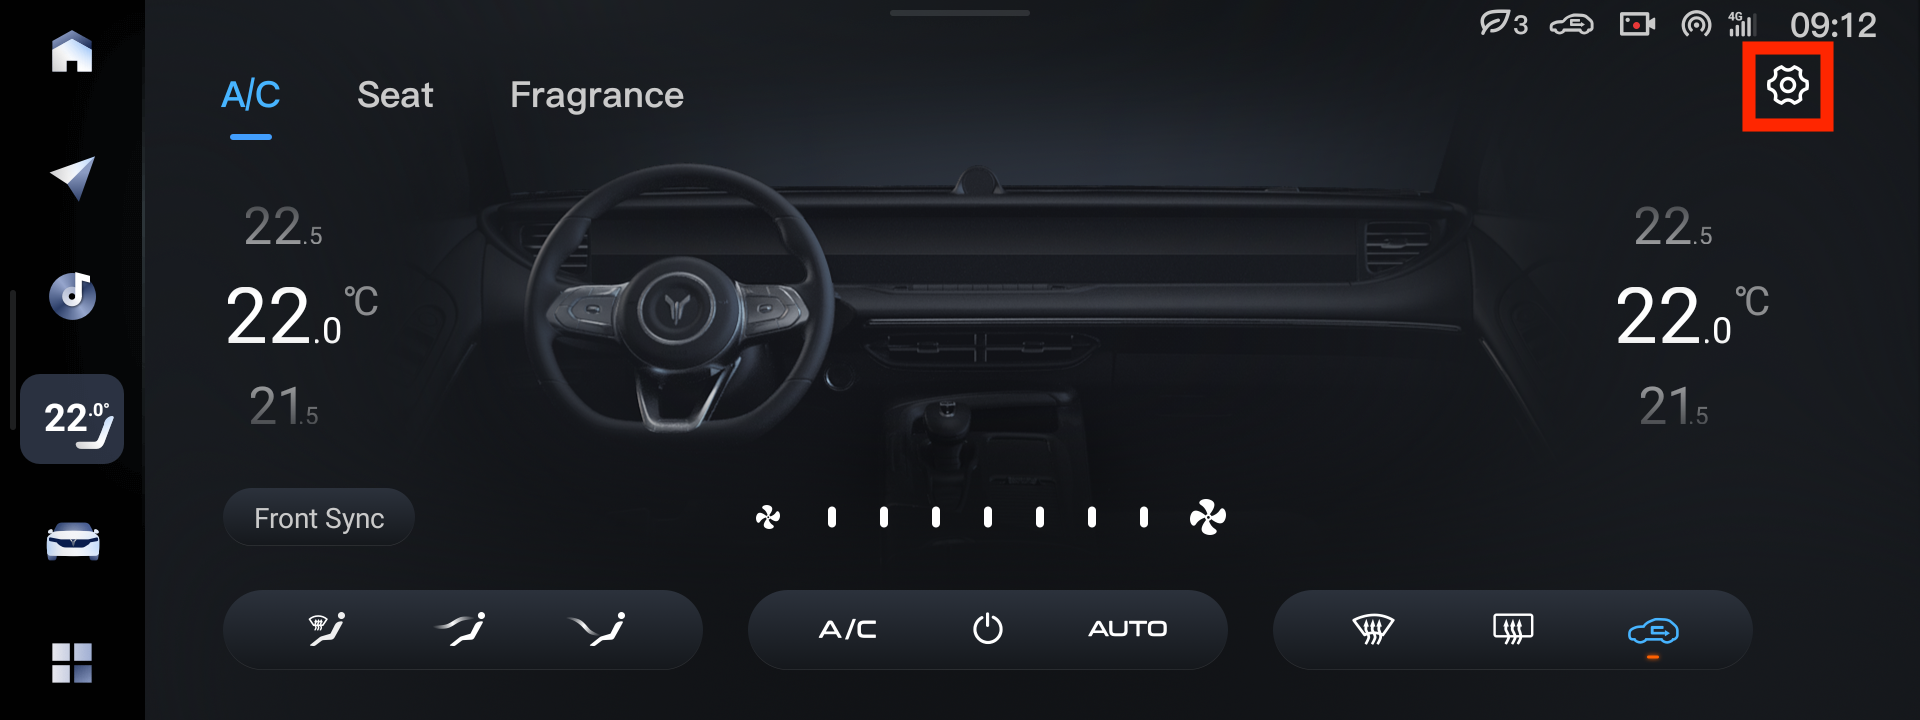 3
4G
09:12
A/C
Seat
Fragrance
22.5
22.0 °C
21.5
22.5
22.0 °C
21.5
22.0°
Front Sync
A/C
AUTO